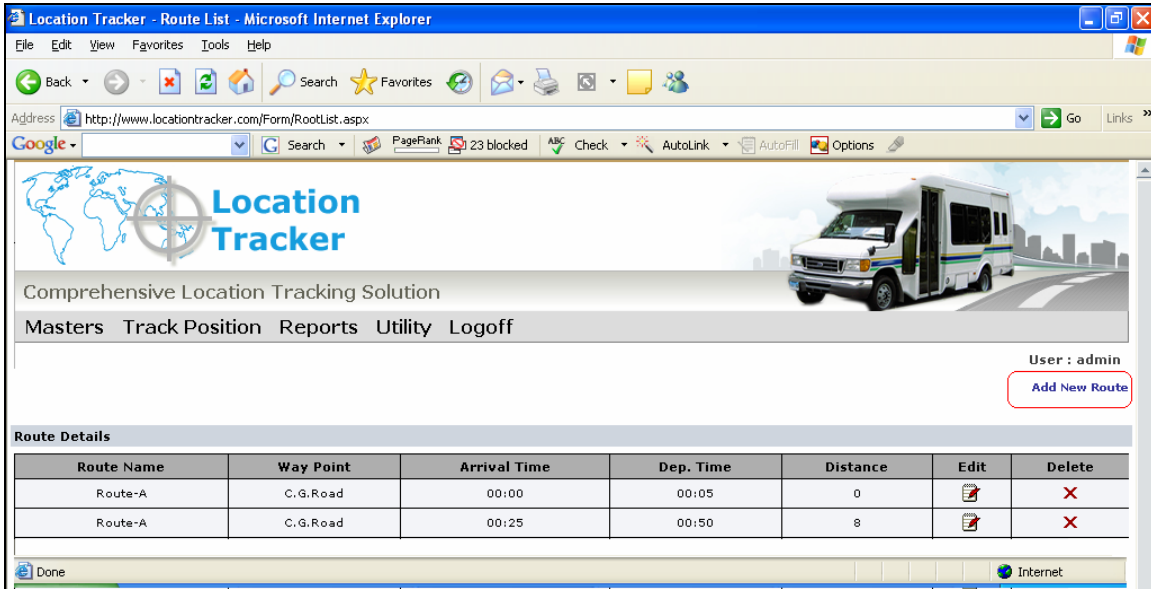 Location Tracker - Route List - Microsoft Internet Explorer
File Edit View Favorites Tools Help
Back Search Favorites
Address http://www.locationtracker.com/Form/RootList.aspx Go Links »
Google G Search PageRank 23 blocked ABC Check AutoLink AutoFill Options
Location
Tracker
Comprehensive Location Tracking Solution
Masters Track Position Reports Utility Logoff
User : admin
Add New Route
Route Details
Route Name Way Point Arrival Time Dep. Time Distance Edit Delete
Route-A C.G.Road 00:00 00:05 0
Route-A C.G.Road 00:25 00:50 8
Done Internet